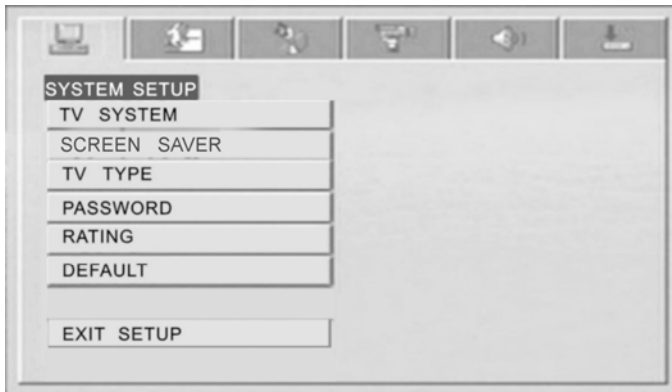 SYSTEM SETUP
TV SYSTEM
SCREEN SAVER
TV TYPE
PASSWORD
RATING
DEFAULT
EXIT SETUP